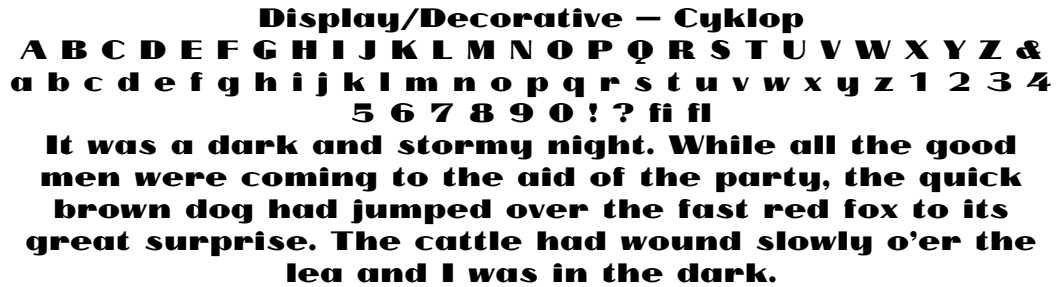 Display/Decorative — Cyklop
A B C D E F G H I J K L M N O P Q R S T U V W X Y Z &
a b c d e f g h i j k l m n o p q r s t u v w x y z 1 2 3 4
5 6 7 8 9 0 ! ? fi fl
It was a dark and stormy night. While all the good
men were coming to the aid of the party, the quick
brown dog had jumped over the fast red fox to its
great surprise. The cattle had wound slowly o’er the
lea and I was in the dark.